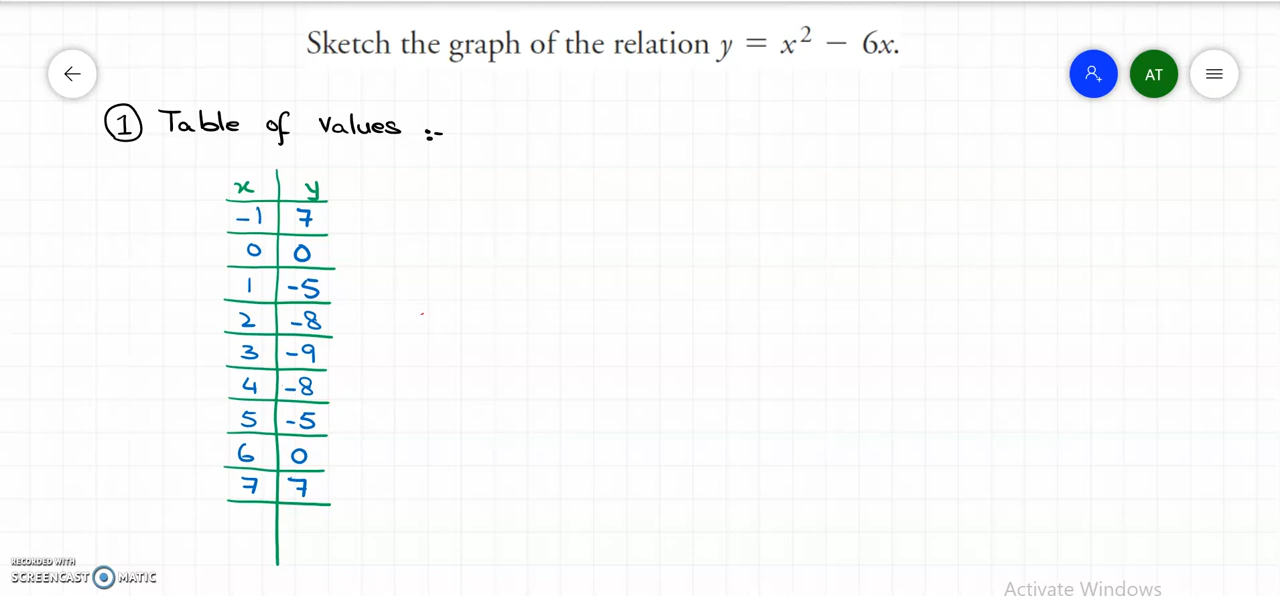 Sketch the graph of the relation y = x² − 6x.
AT
① Table of values :-
x y
-1 7
0 0
1 -5
2 -8
3 -9
4 -8
5 -5
6 0
7 7
RECORDED WITH
SCREENCAST MATIC
Activate Windows